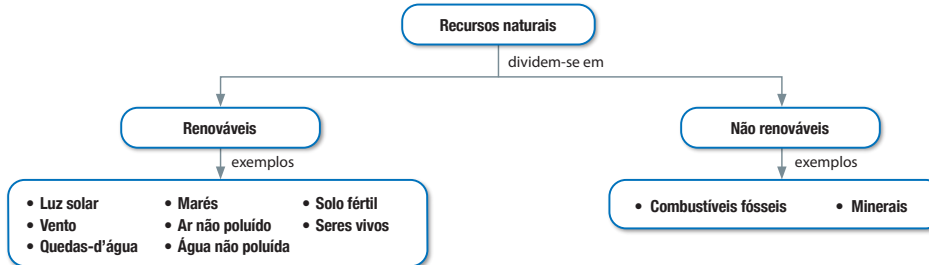 Recursos naturais
dividem-se em
Renováveis
Não renováveis
exemplos
exemplos
• Luz solar
• Vento
• Quedas-d’água
• Marés
• Ar não poluído
• Água não poluída
• Solo fértil
• Seres vivos
• Combustíveis fósseis
• Minerais